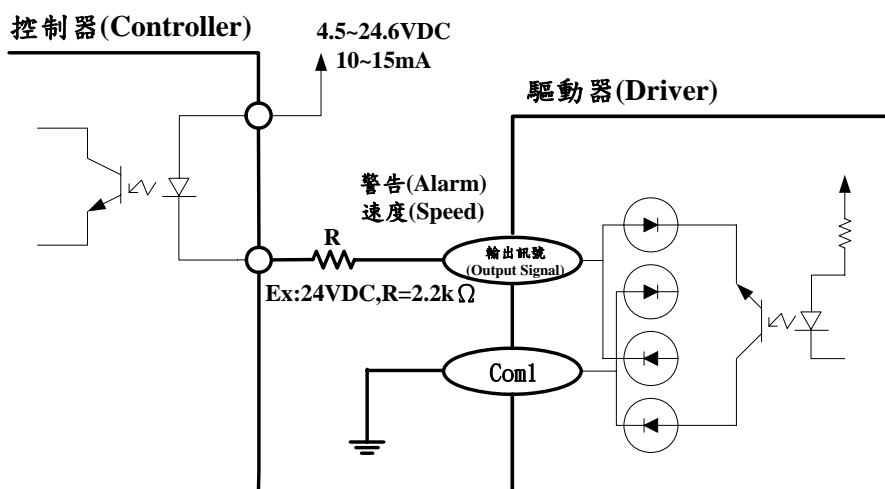 控制器(Controller)
4.5~24.6VDC
10~15mA
驅動器(Driver)
警告(Alarm)
速度(Speed)
R
輸出訊號
(Output Signal)
Ex:24VDC,R=2.2kΩ
Com1